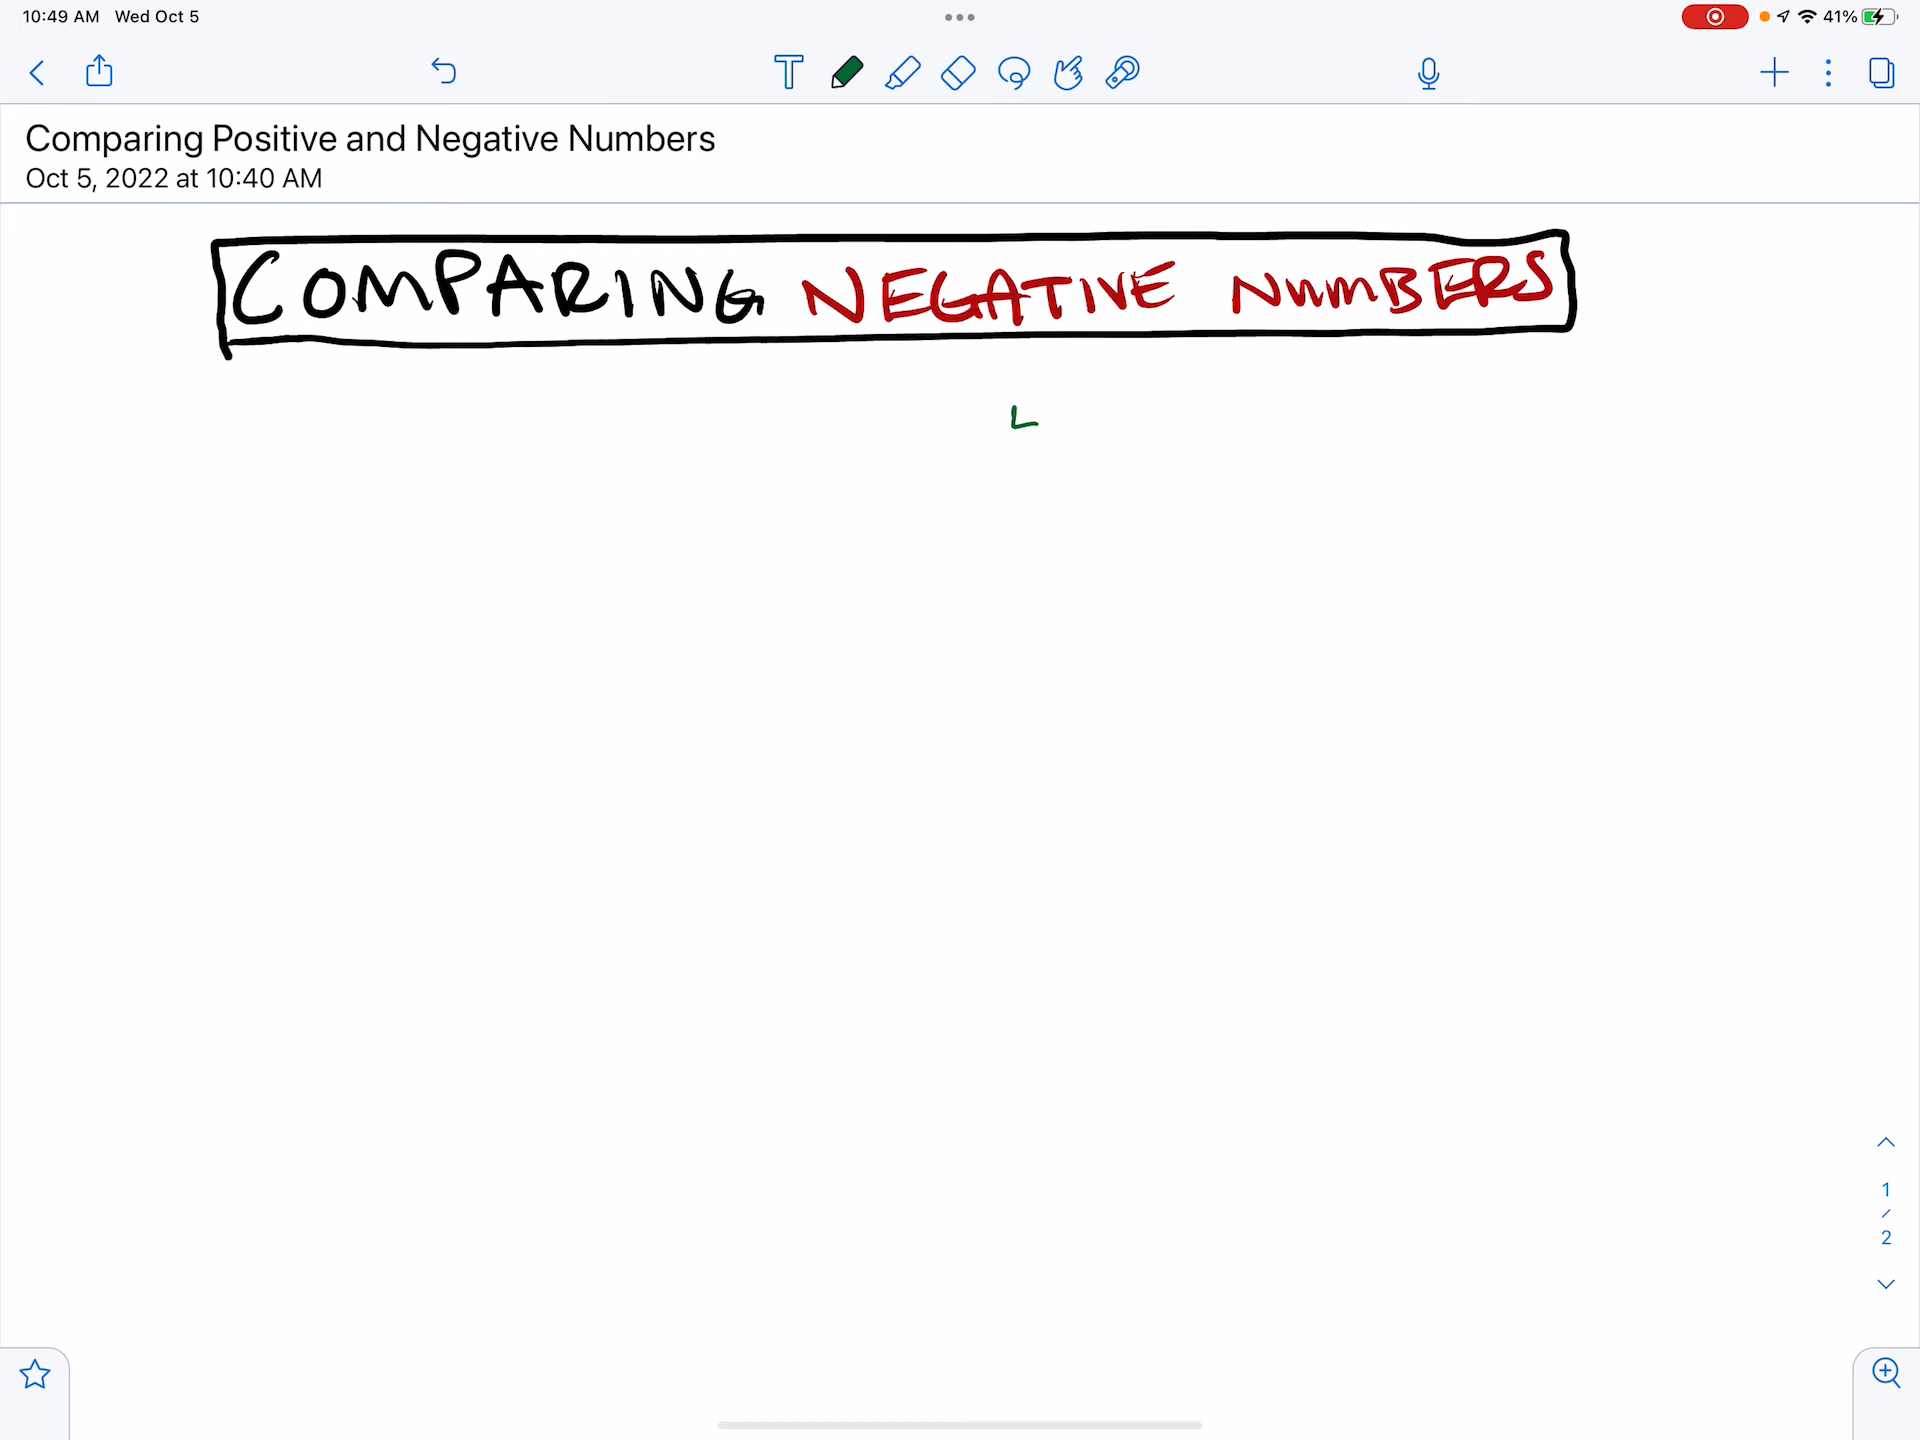 10:49 AM Wed Oct 5
41%
Comparing Positive and Negative Numbers
Oct 5, 2022 at 10:40 AM
COMPARING NEGATIVE NUMBERS
L
1
/
2